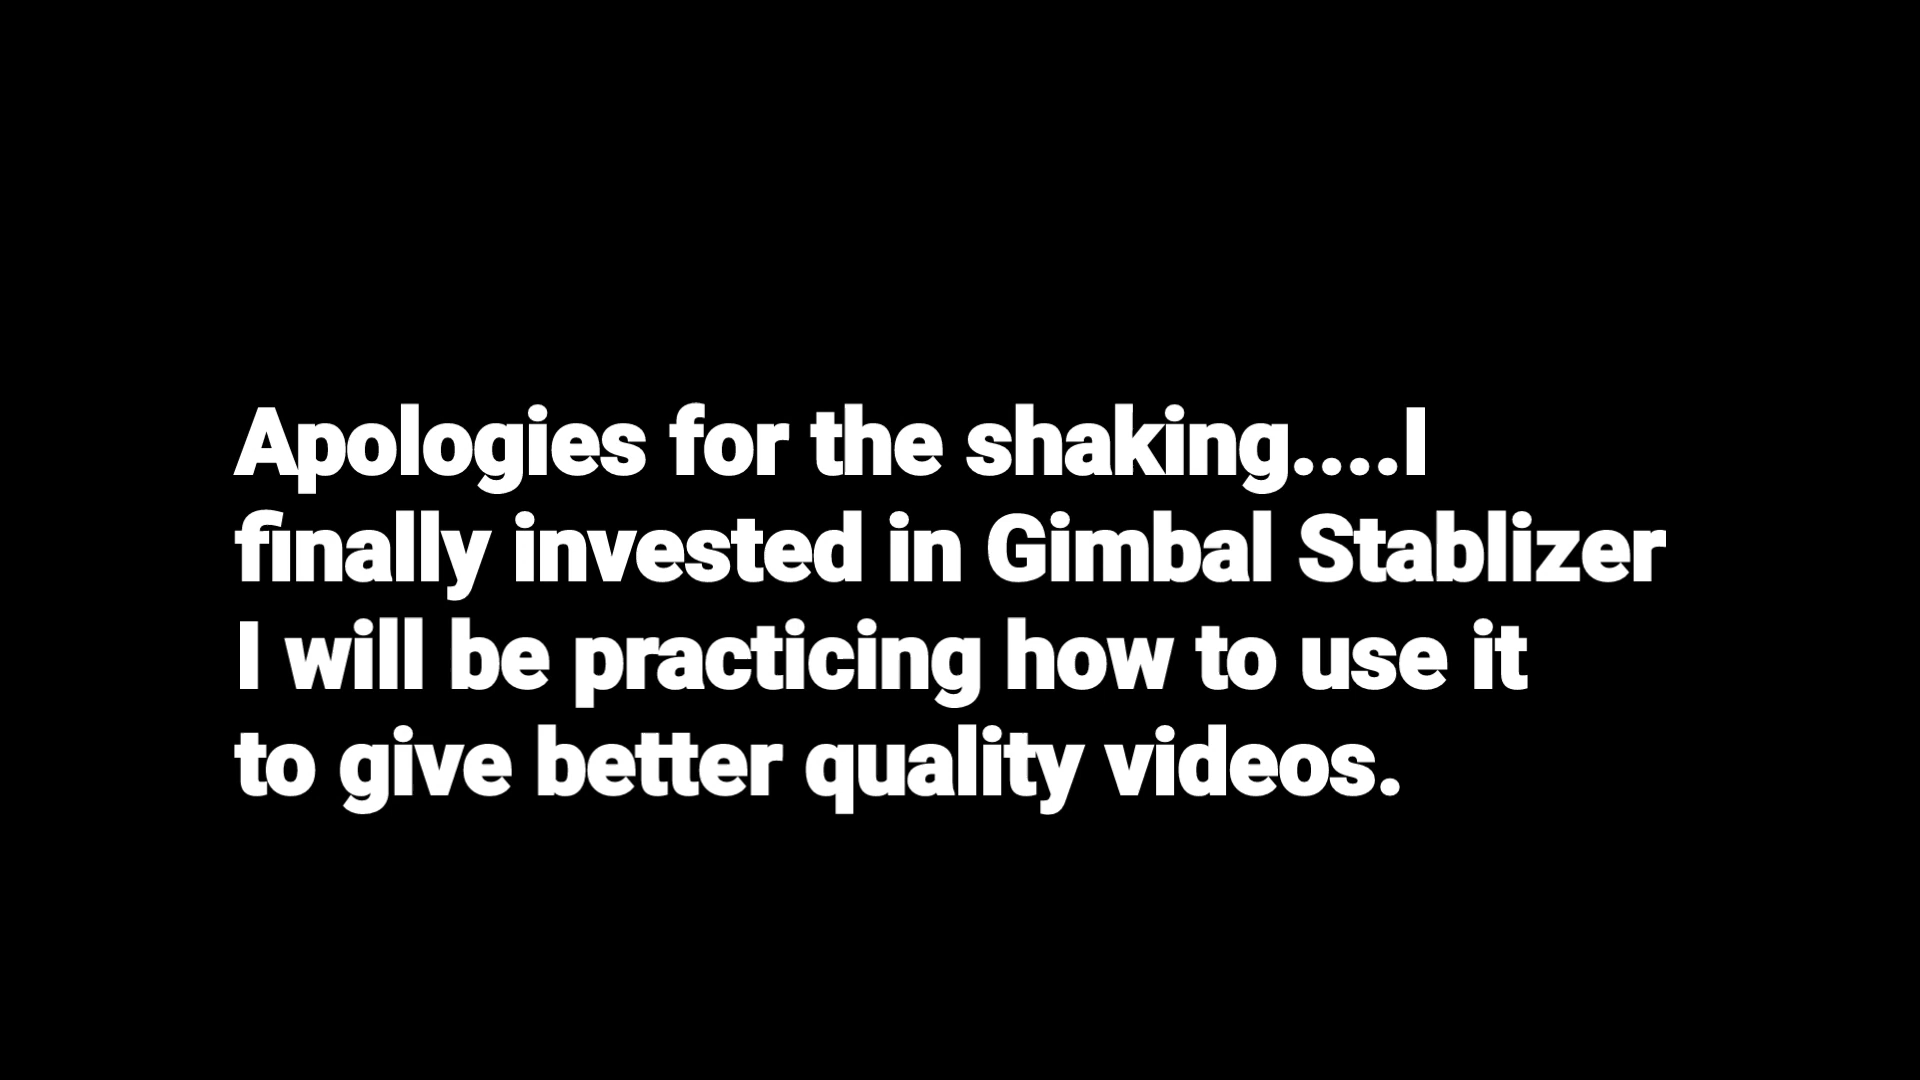 Apologies for the shaking....I
finally invested in Gimbal Stablizer
I will be practicing how to use it
to give better quality videos.